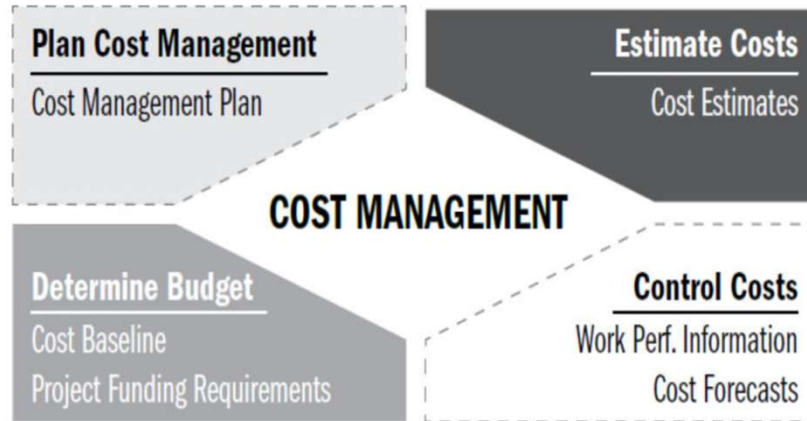 Plan Cost Management
Cost Management Plan
Estimate Costs
Cost Estimates
COST MANAGEMENT
Determine Budget
Cost Baseline
Project Funding Requirements
Control Costs
Work Perf. Information
Cost Forecasts